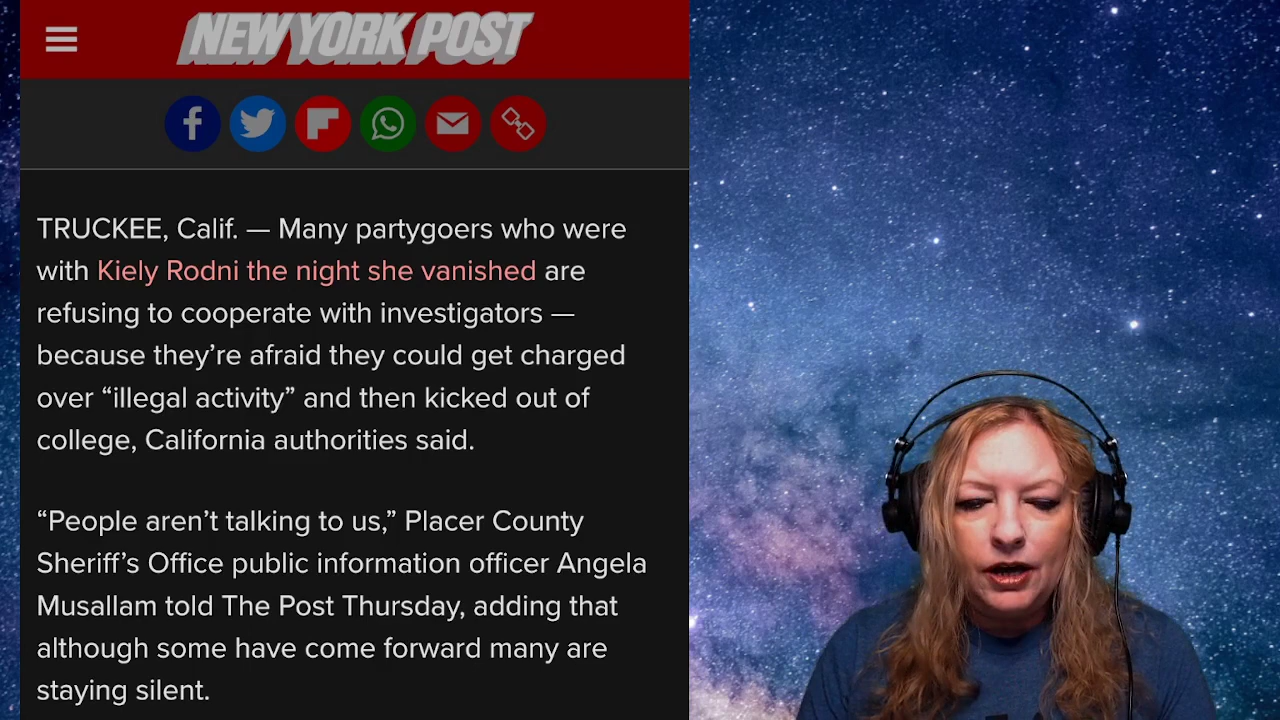 NEW YORK POST
TRUCKEE, Calif. — Many partygoers who were
with Kiely Rodni the night she vanished are
refusing to cooperate with investigators —
because they’re afraid they could get charged
over “illegal activity” and then kicked out of
college, California authorities said.
“People aren’t talking to us,” Placer County
Sheriff’s Office public information officer Angela
Musallam told The Post Thursday, adding that
although some have come forward many are
staying silent.